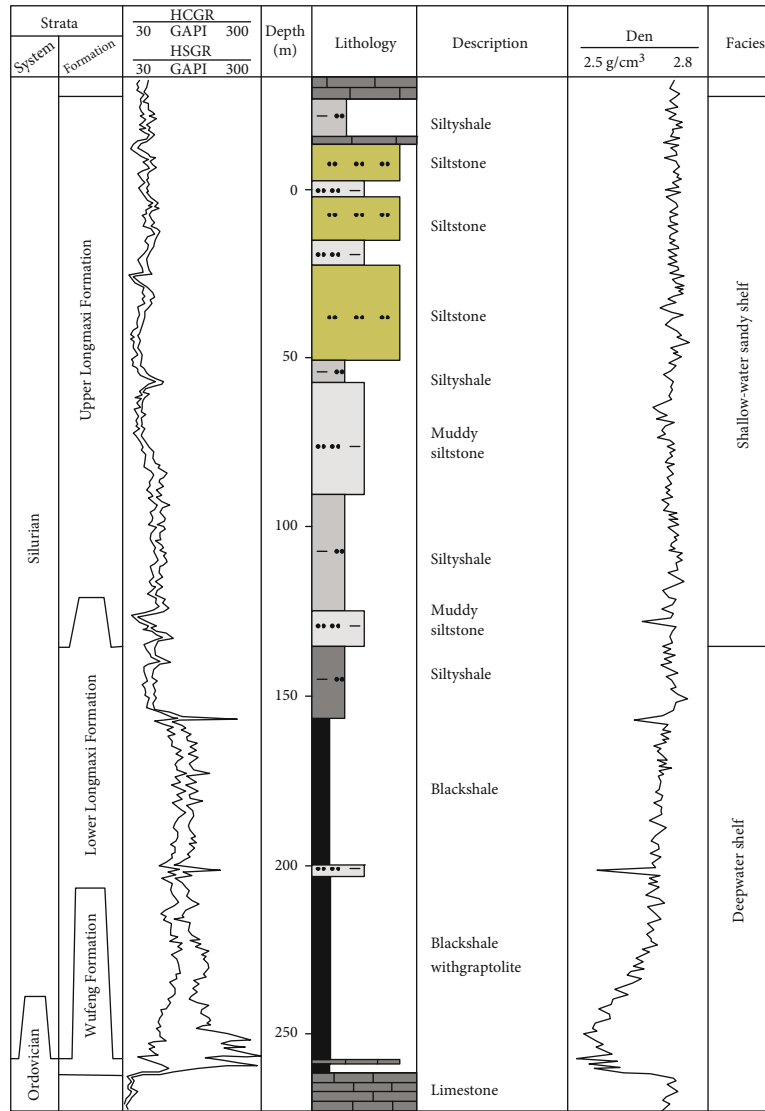 Strata
System
Formation
HCGR
30 GAPI 300
HSGR
30 GAPI 300
Depth
(m)
Lithology
Description
Den
2.5 g/cm³ 2.8
Facies
Silurian
Ordovician
Upper Longmaxi Formation
Lower Longmaxi Formation
Wufeng Formation
0
50
100
150
200
250
Siltyshale
Siltstone
Siltstone
Siltstone
Siltyshale
Muddy
siltstone
Siltyshale
Muddy
siltstone
Siltyshale
Blackshale
Blackshale
withgraptolite
Limestone
Shallow-water sandy shelf
Deepwater shelf